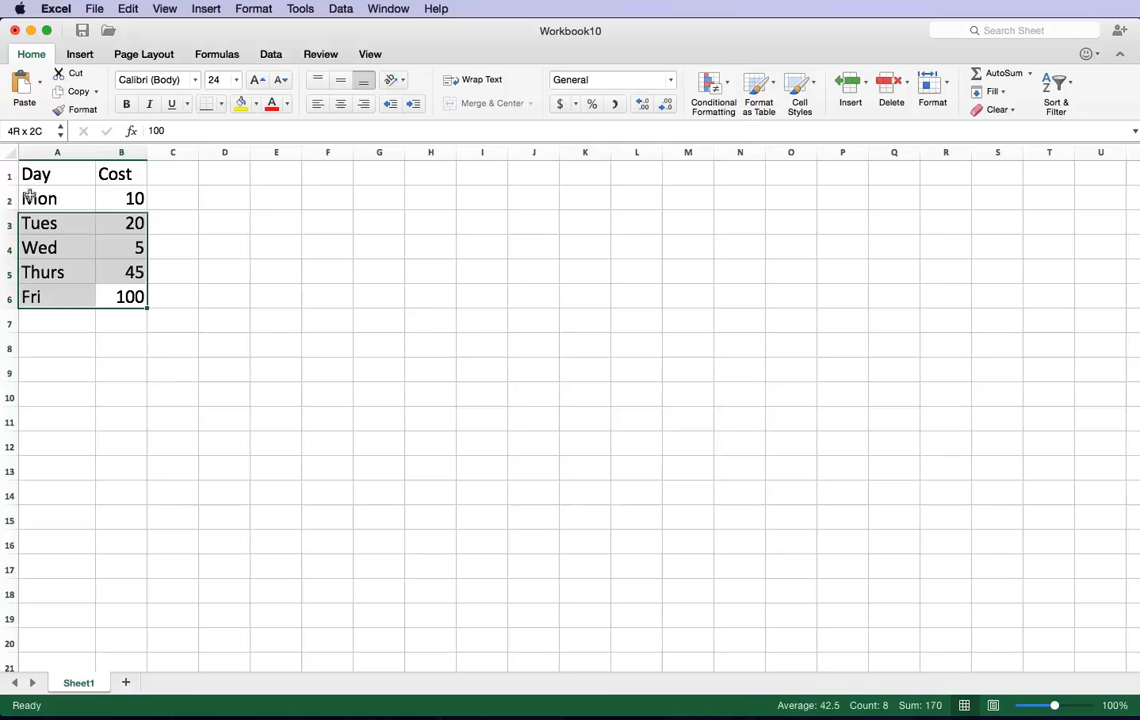 Excel File Edit View Insert Format Tools Data Window Help
Workbook10
Search Sheet
Home Insert Page Layout Formulas Data Review View
Paste
Cut
Copy
Format
Calibri (Body) 24 A A
B I U A
Wrap Text
Merge & Center
General
$ % )
Conditional Formatting
Format as Table
Cell Styles
Insert Delete Format
AutoSum
Fill
Clear
Sort & Filter
4R x 2C fx 100
A B C D E F G H I J K L M N O P Q R S T U
1 Day Cost
2 Mon 10
3 Tues 20
4 Wed 5
5 Thurs 45
6 Fri 100
7
8
9
10
11
12
13
14
15
16
17
18
19
20
21
Sheet1
Ready Average: 42.5 Count: 8 Sum: 170 100%